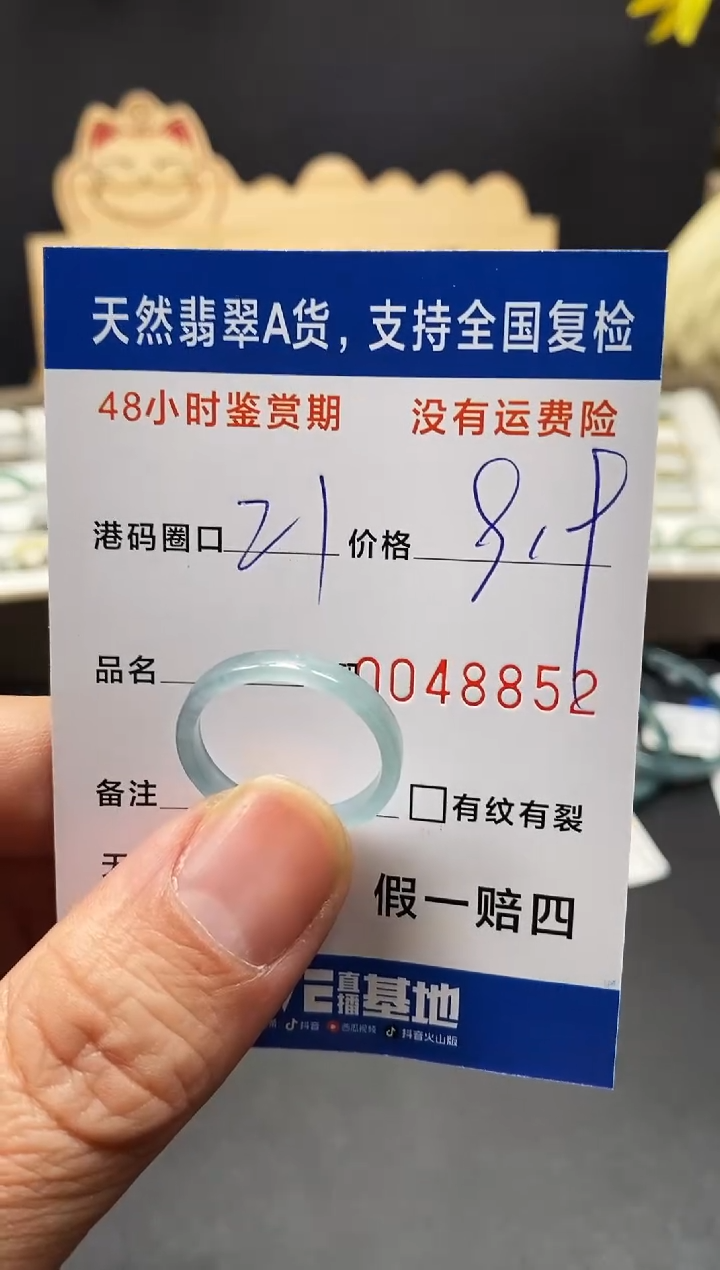 天然翡翠A货，支持全国复检
48小时鉴赏期 没有运费险
港码圈口 21 价格
品名 0048852
备注 □有纹有裂
假一赔四
直播基地
抖音 西瓜视频 抖音火山版